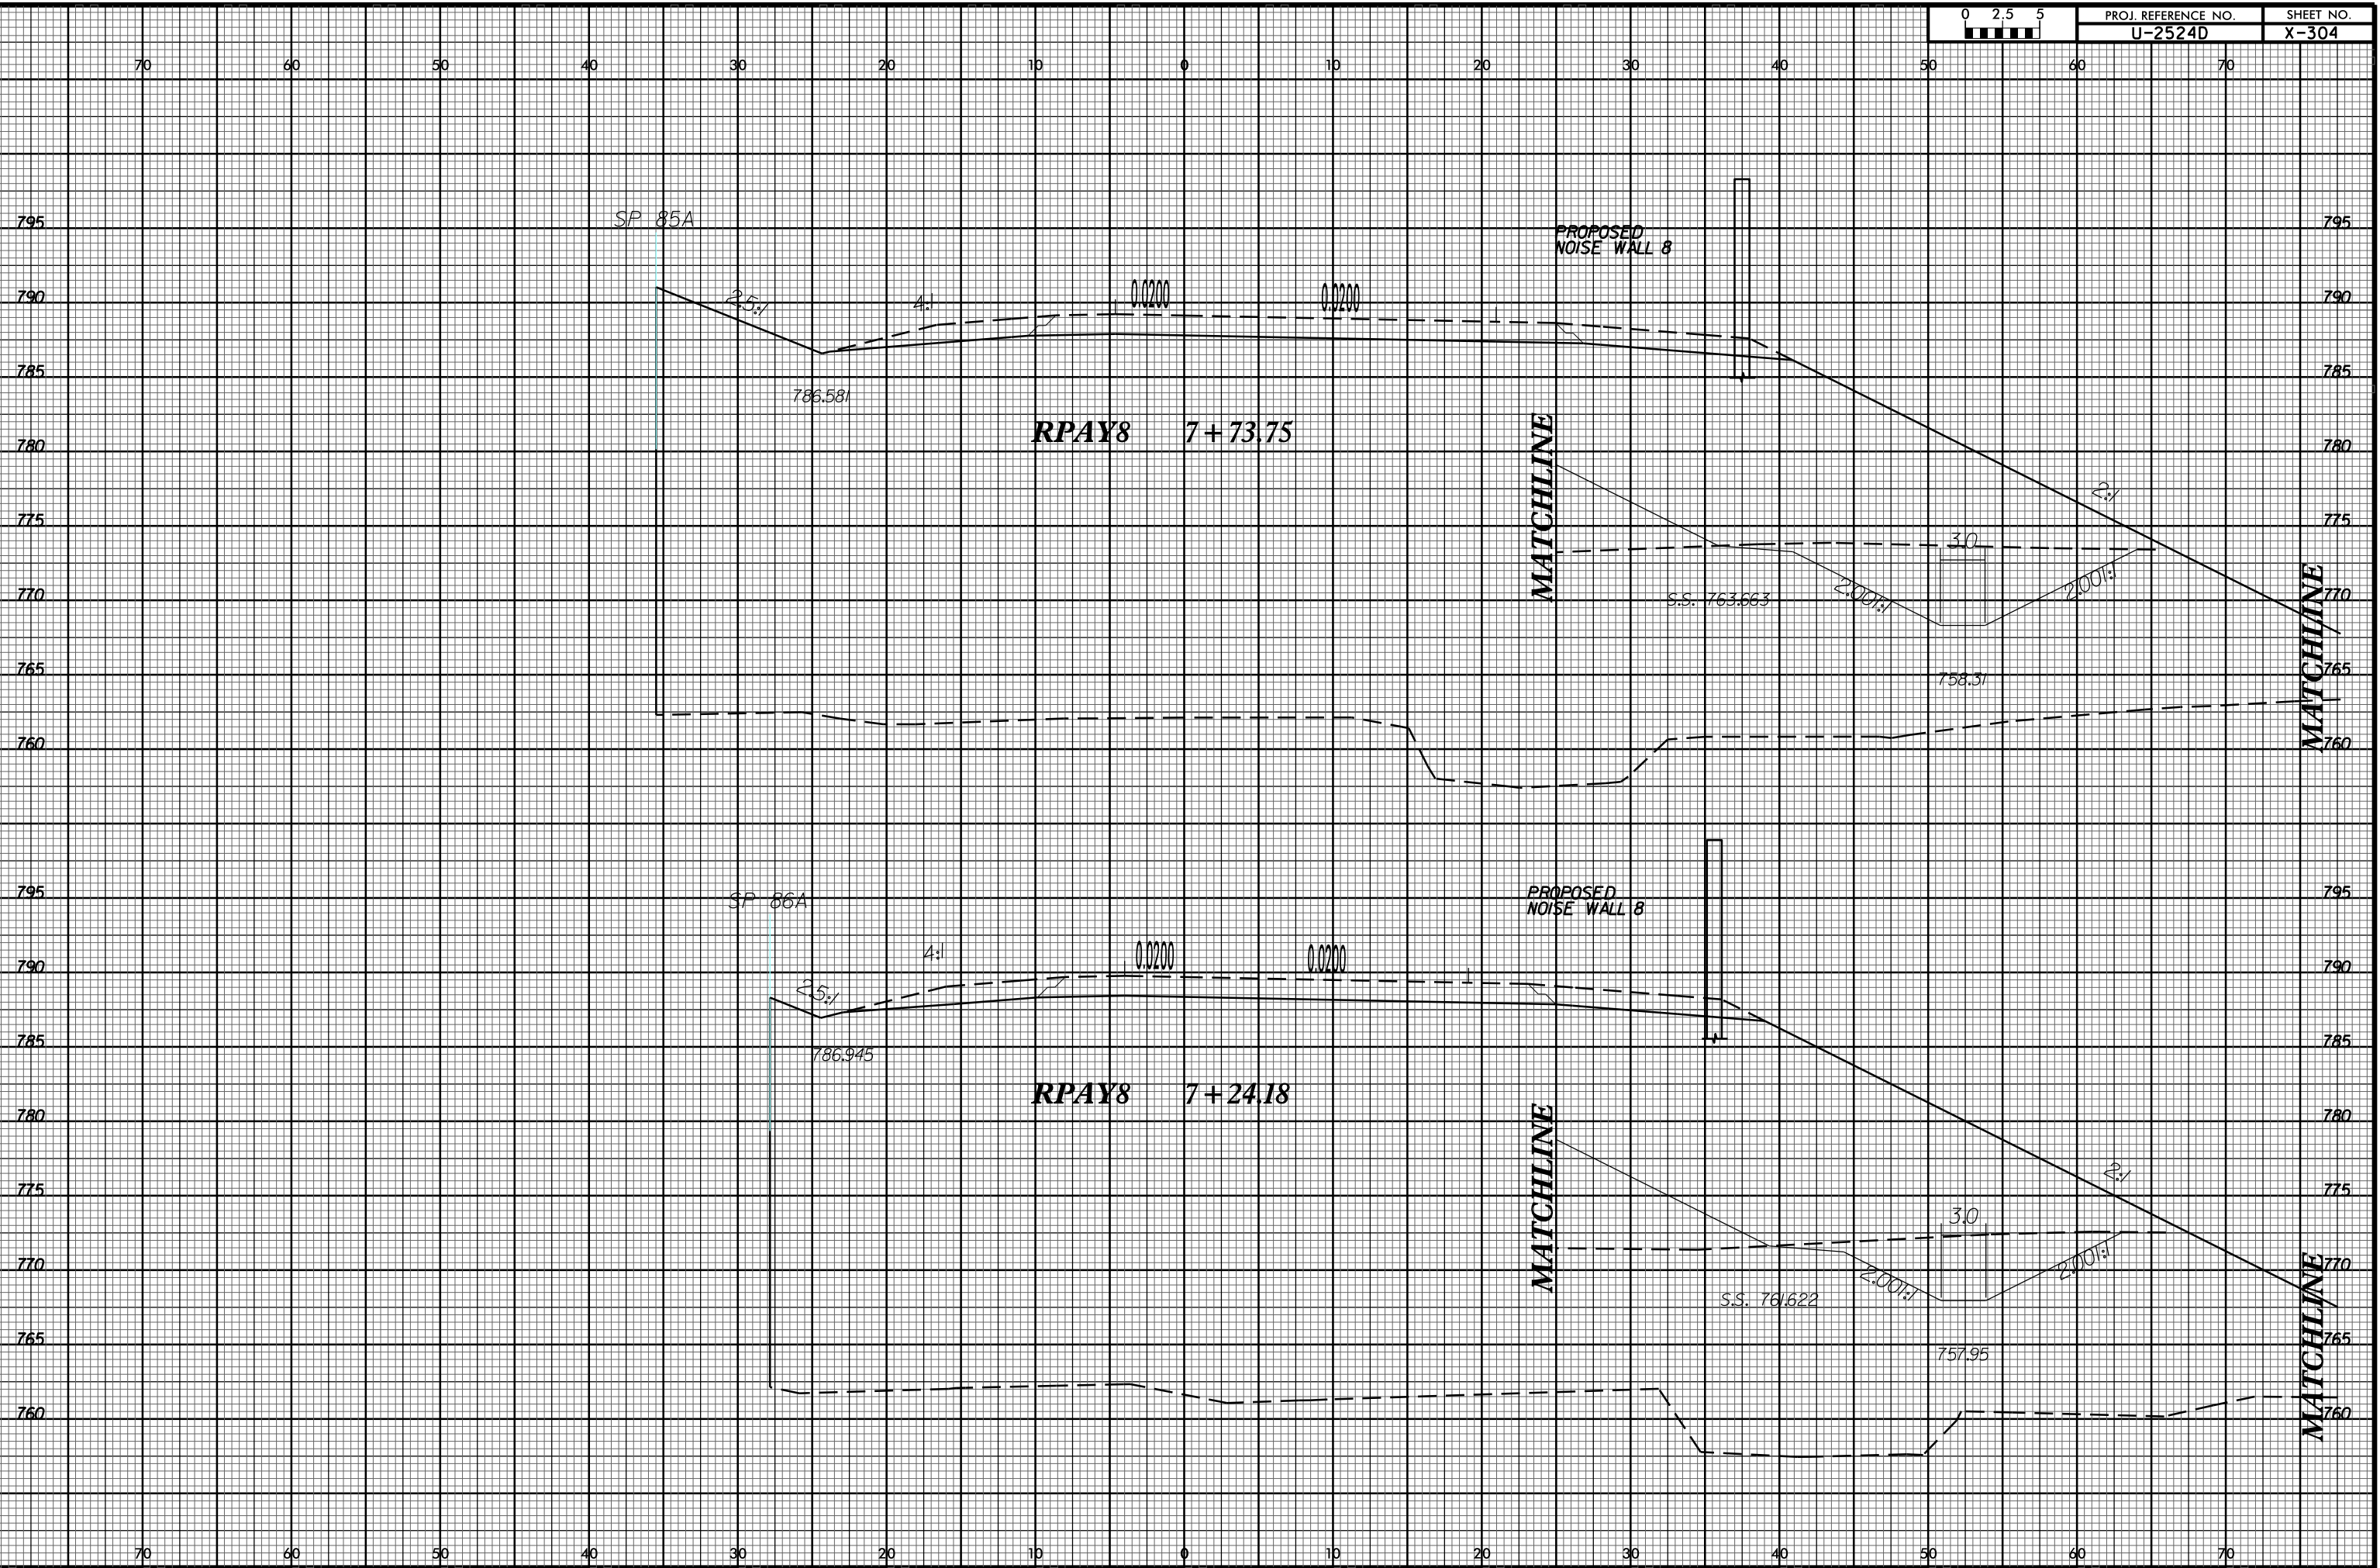 0 2.5 5
PROJ. REFERENCE NO. SHEET NO.
U-2524D X-304
70 60 50 40 30 20 10 0 10 20 30 40 50 60 70
795 795
SP 85A
PROPOSED
NOISE WALL 8
790 790
2.5:1 4:1 0.0200 0.0200
785 785
786.581
RPAY8 7+73.75
780 780
MATCHLINE
2:1
775 775
3.0
770 770
S.S. 763.663 2.00:1 2.00:1
MATCHLINE
765 765
758.31
760 760
795 795
SP 86A
PROPOSED
NOISE WALL 8
4:1 0.0200 0.0200
790 790
2.5:1
785 785
786.945
RPAY8 7+24.18
780 780
MATCHLINE
2:1
775 775
3.0
770 770
2.00:1 2.00:1
S.S. 761.622
MATCHLINE
765 765
757.95
760 760
70 60 50 40 30 20 10 0 10 20 30 40 50 60 70